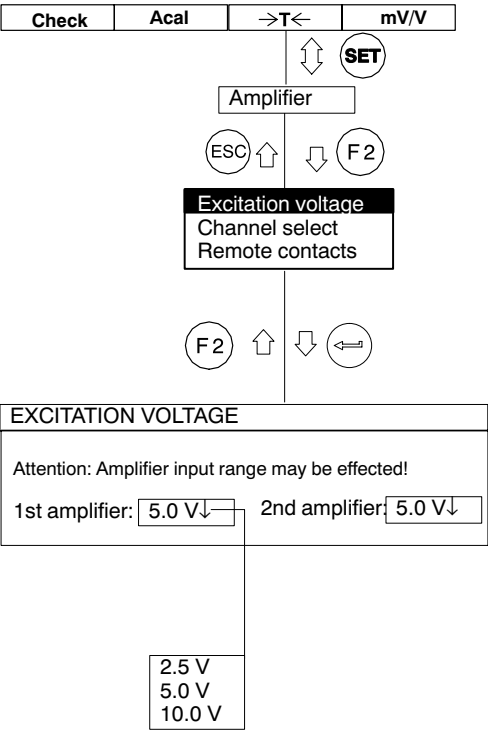 Check Acal →T← mV/V
SET
Amplifier
ESC F2
Excitation voltage
Channel select
Remote contacts
F2
EXCITATION VOLTAGE
Attention: Amplifier input range may be effected!
1st amplifier: 5.0 V↓ 2nd amplifier: 5.0 V↓
2.5 V
5.0 V
10.0 V